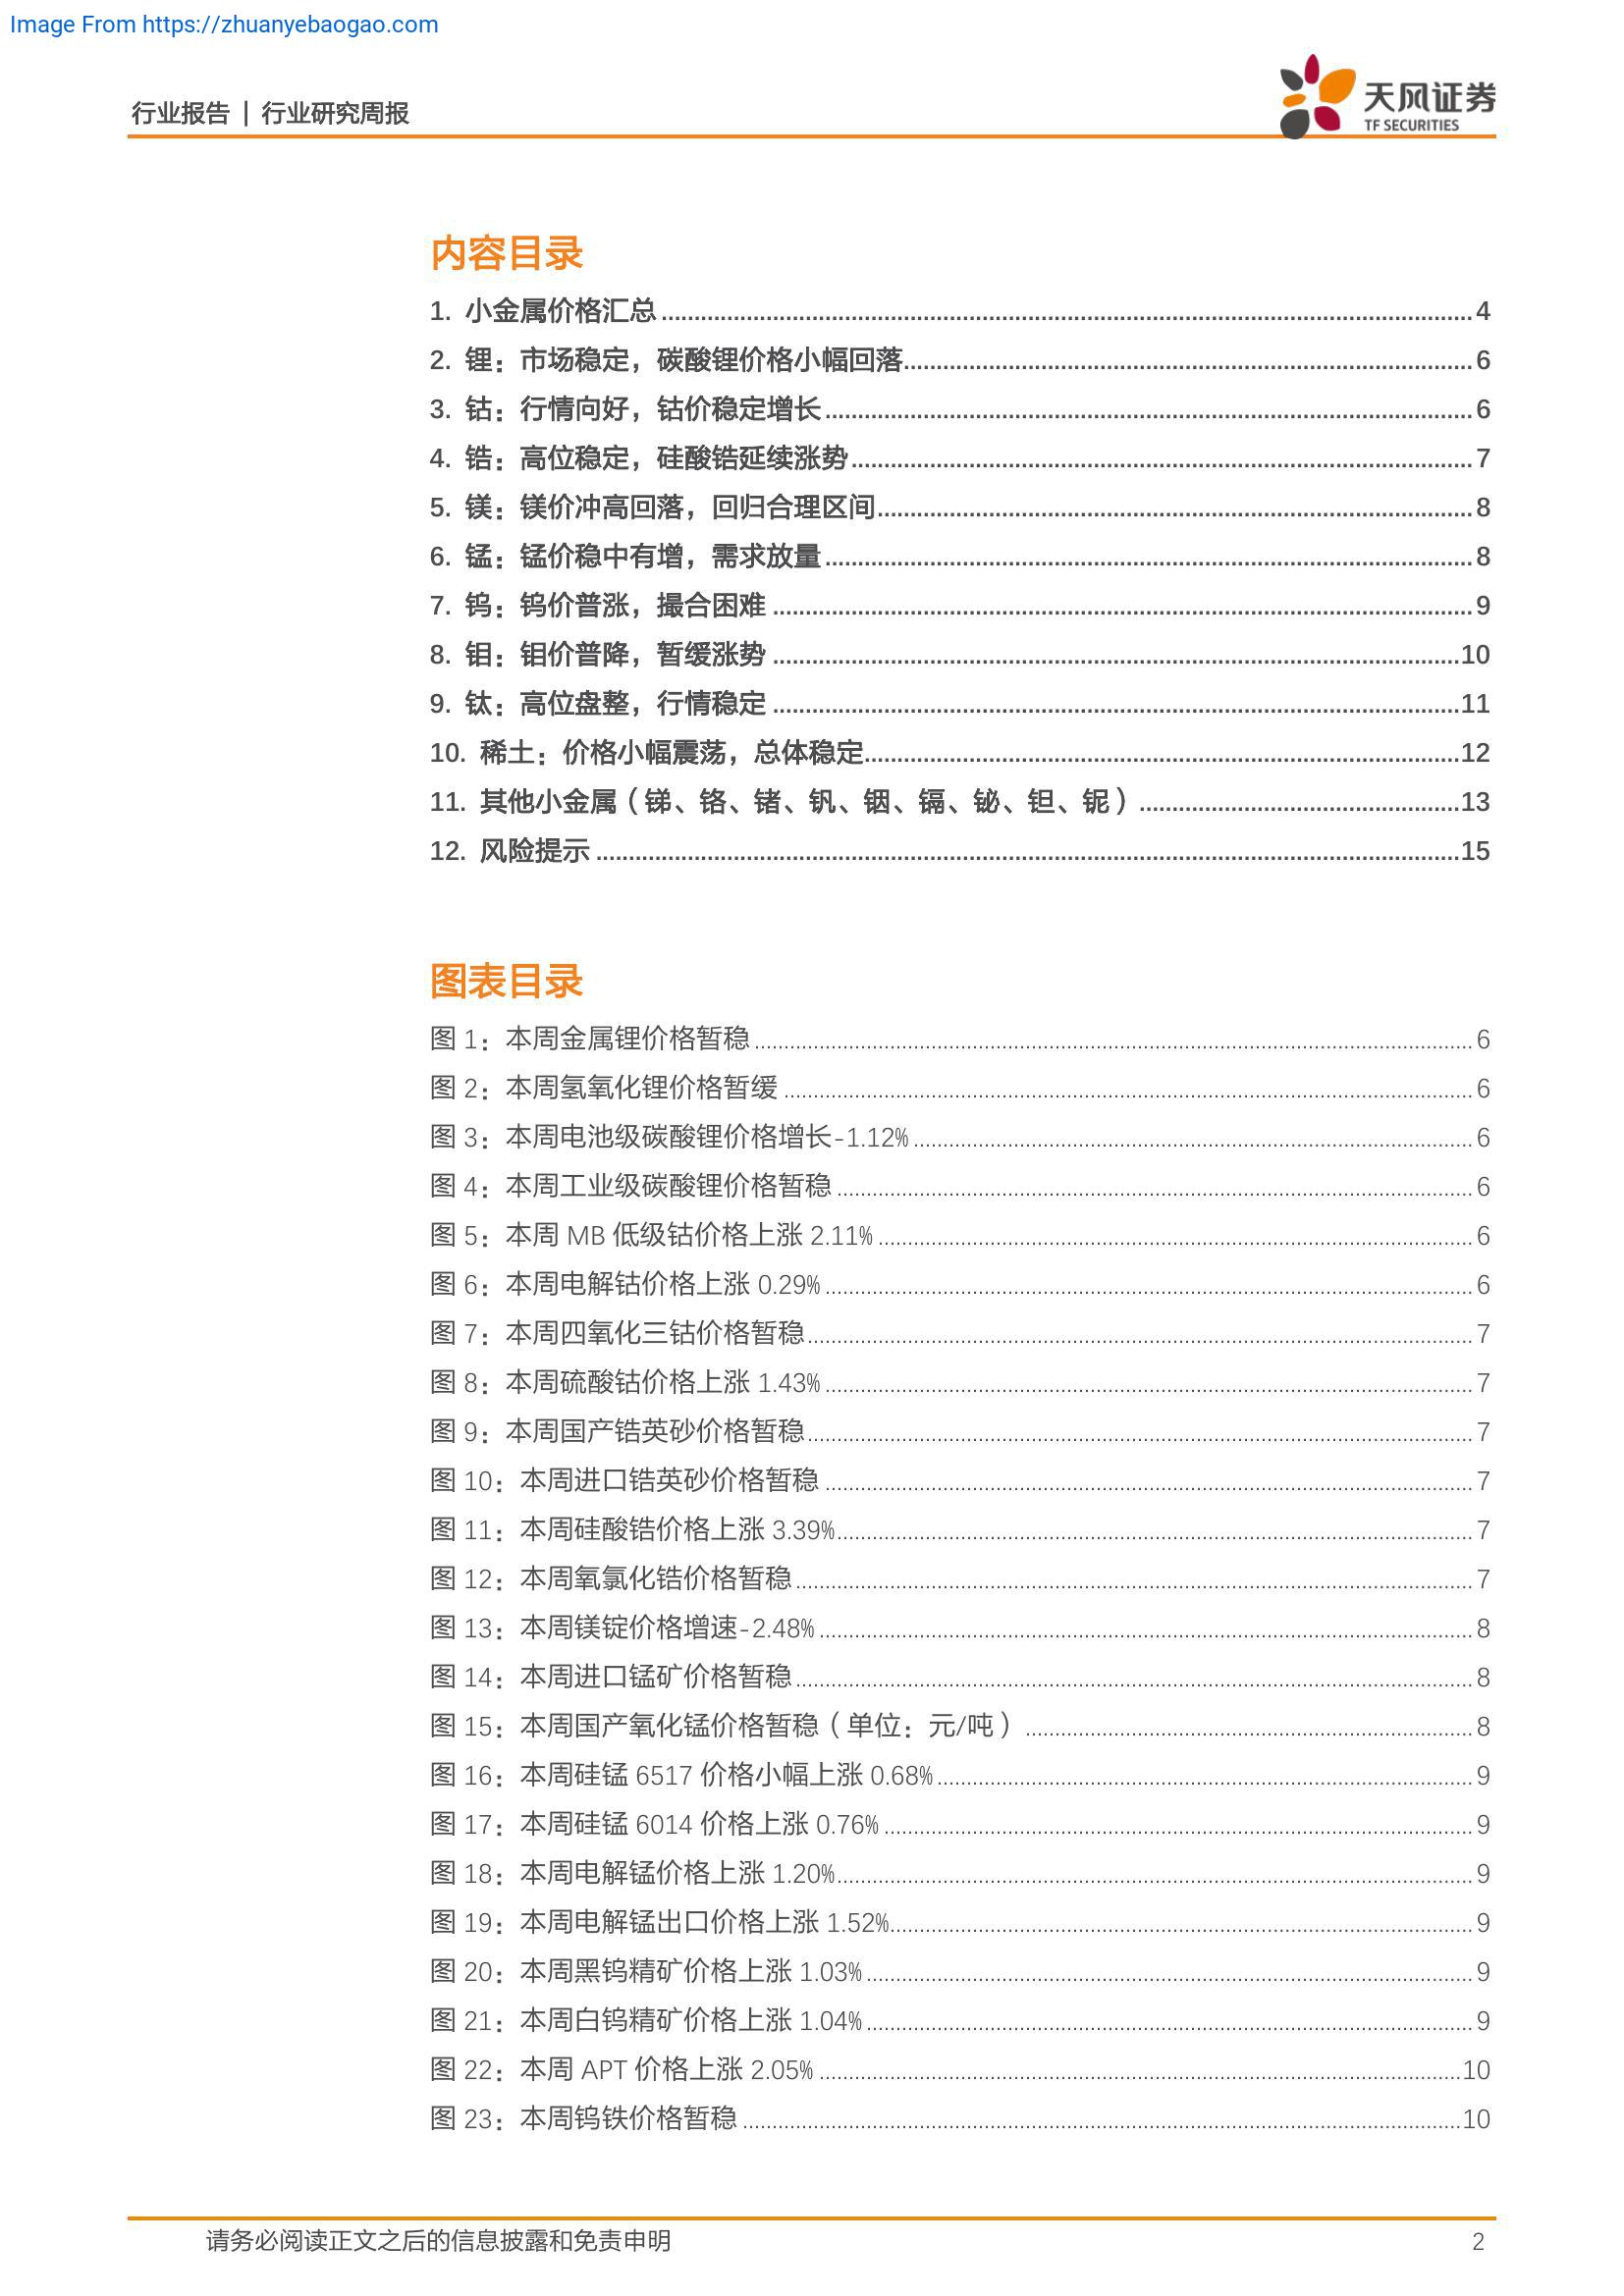 Image From https://zhuanyebaogao.com
行业报告 | 行业研究周报
天风证券
TF SECURITIES
内容目录
1. 小金属价格汇总 4
2. 锂：市场稳定，碳酸锂价格小幅回落 6
3. 钴：行情向好，钴价稳定增长 6
4. 锆：高位稳定，硅酸锆延续涨势 7
5. 镁：镁价冲高回落，回归合理区间 8
6. 锰：锰价稳中有增，需求放量 8
7. 钨：钨价普涨，撮合困难 9
8. 钼：钼价普降，暂缓涨势 10
9. 钛：高位盘整，行情稳定 11
10. 稀土：价格小幅震荡，总体稳定 12
11. 其他小金属（锑、铬、锗、钒、铟、镉、铋、钽、铌） 13
12. 风险提示 15
图表目录
图 1：本周金属锂价格暂稳 6
图 2：本周氢氧化锂价格暂缓 6
图 3：本周电池级碳酸锂价格增长-1.12% 6
图 4：本周工业级碳酸锂价格暂稳 6
图 5：本周 MB 低级钴价格上涨 2.11% 6
图 6：本周电解钴价格上涨 0.29% 6
图 7：本周四氧化三钴价格暂稳 7
图 8：本周硫酸钴价格上涨 1.43% 7
图 9：本周国产锆英砂价格暂稳 7
图 10：本周进口锆英砂价格暂稳 7
图 11：本周硅酸锆价格上涨 3.39% 7
图 12：本周氧氯化锆价格暂稳 7
图 13：本周镁锭价格增速-2.48% 8
图 14：本周进口锰矿价格暂稳 8
图 15：本周国产氧化锰价格暂稳（单位：元/吨） 8
图 16：本周硅锰 6517 价格小幅上涨 0.68% 9
图 17：本周硅锰 6014 价格上涨 0.76% 9
图 18：本周电解锰价格上涨 1.20% 9
图 19：本周电解锰出口价格上涨 1.52% 9
图 20：本周黑钨精矿价格上涨 1.03% 9
图 21：本周白钨精矿价格上涨 1.04% 9
图 22：本周 APT 价格上涨 2.05% 10
图 23：本周钨铁价格暂稳 10
请务必阅读正文之后的信息披露和免责申明 2